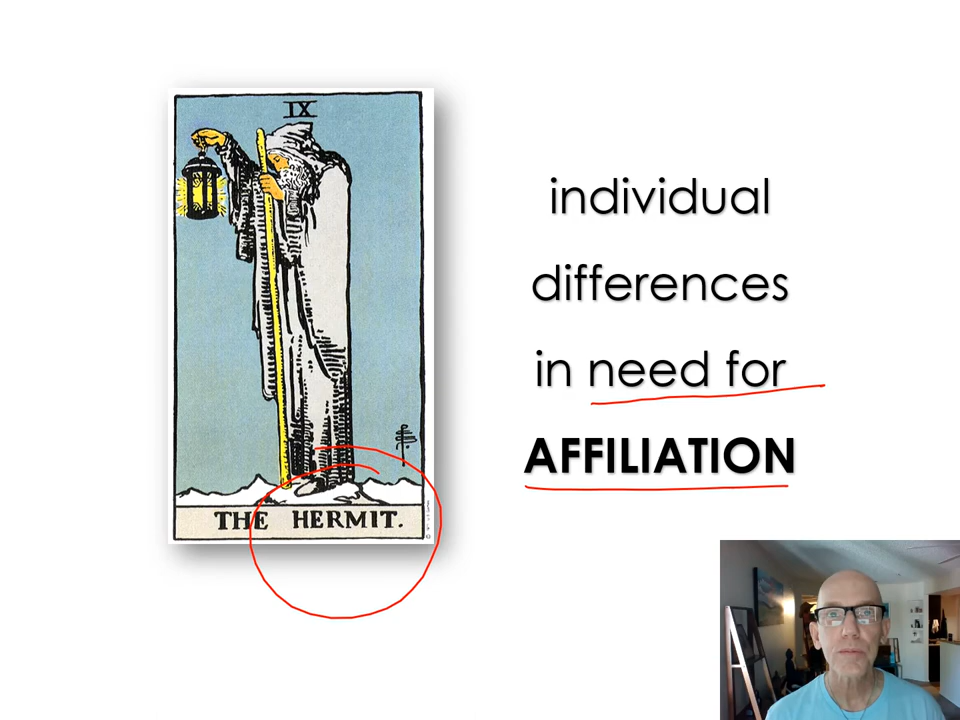 IX
THE HERMIT.
individual
differences
in need for
AFFILIATION